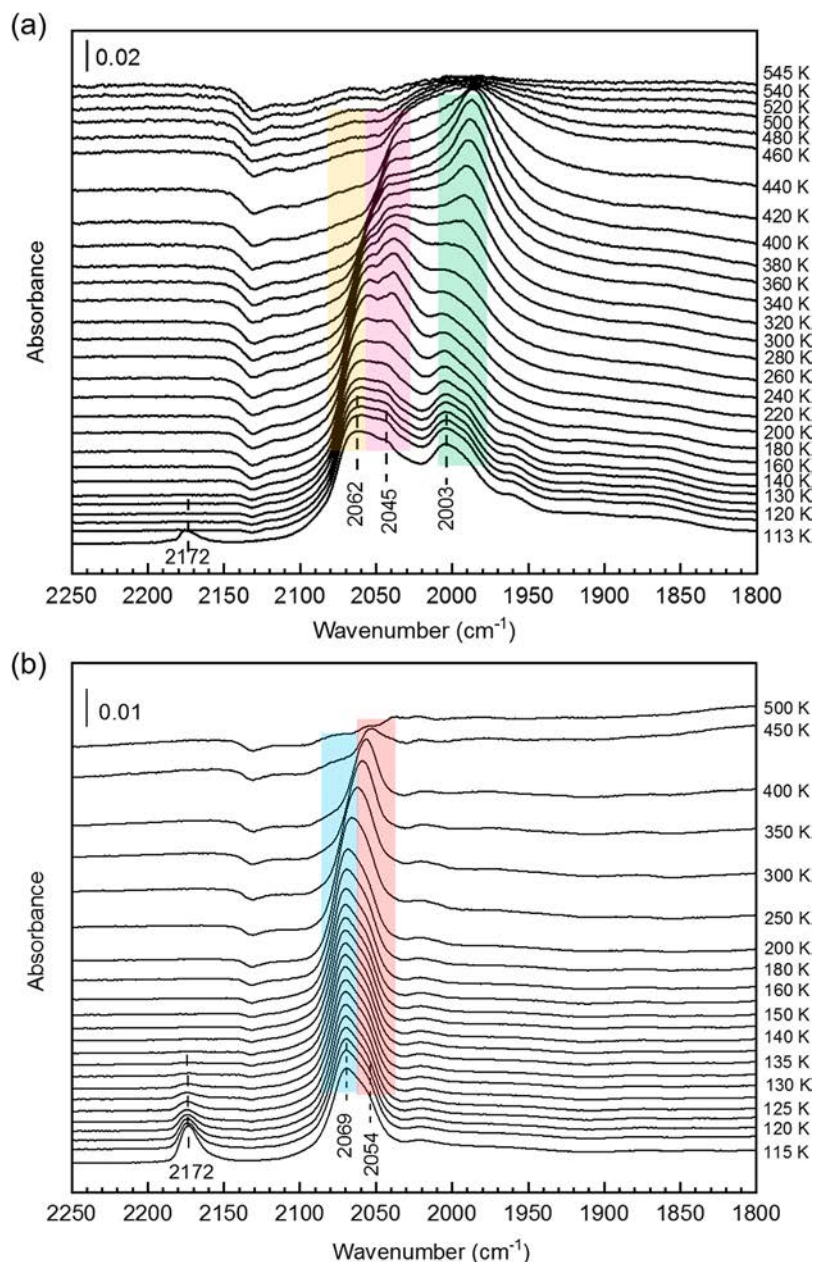 (a)
0.02
545 K
540 K
520 K
500 K
480 K
460 K
440 K
420 K
400 K
380 K
360 K
340 K
320 K
300 K
280 K
260 K
240 K
220 K
200 K
180 K
160 K
140 K
130 K
120 K
113 K
Absorbance
2172
2062
2045
2003
2250 2200 2150 2100 2050 2000 1950 1900 1850 1800
Wavenumber (cm-1)
(b)
0.01
500 K
450 K
400 K
350 K
300 K
250 K
200 K
180 K
160 K
150 K
140 K
135 K
130 K
125 K
120 K
115 K
Absorbance
2172
2069
2054
2250 2200 2150 2100 2050 2000 1950 1900 1850 1800
Wavenumber (cm-1)